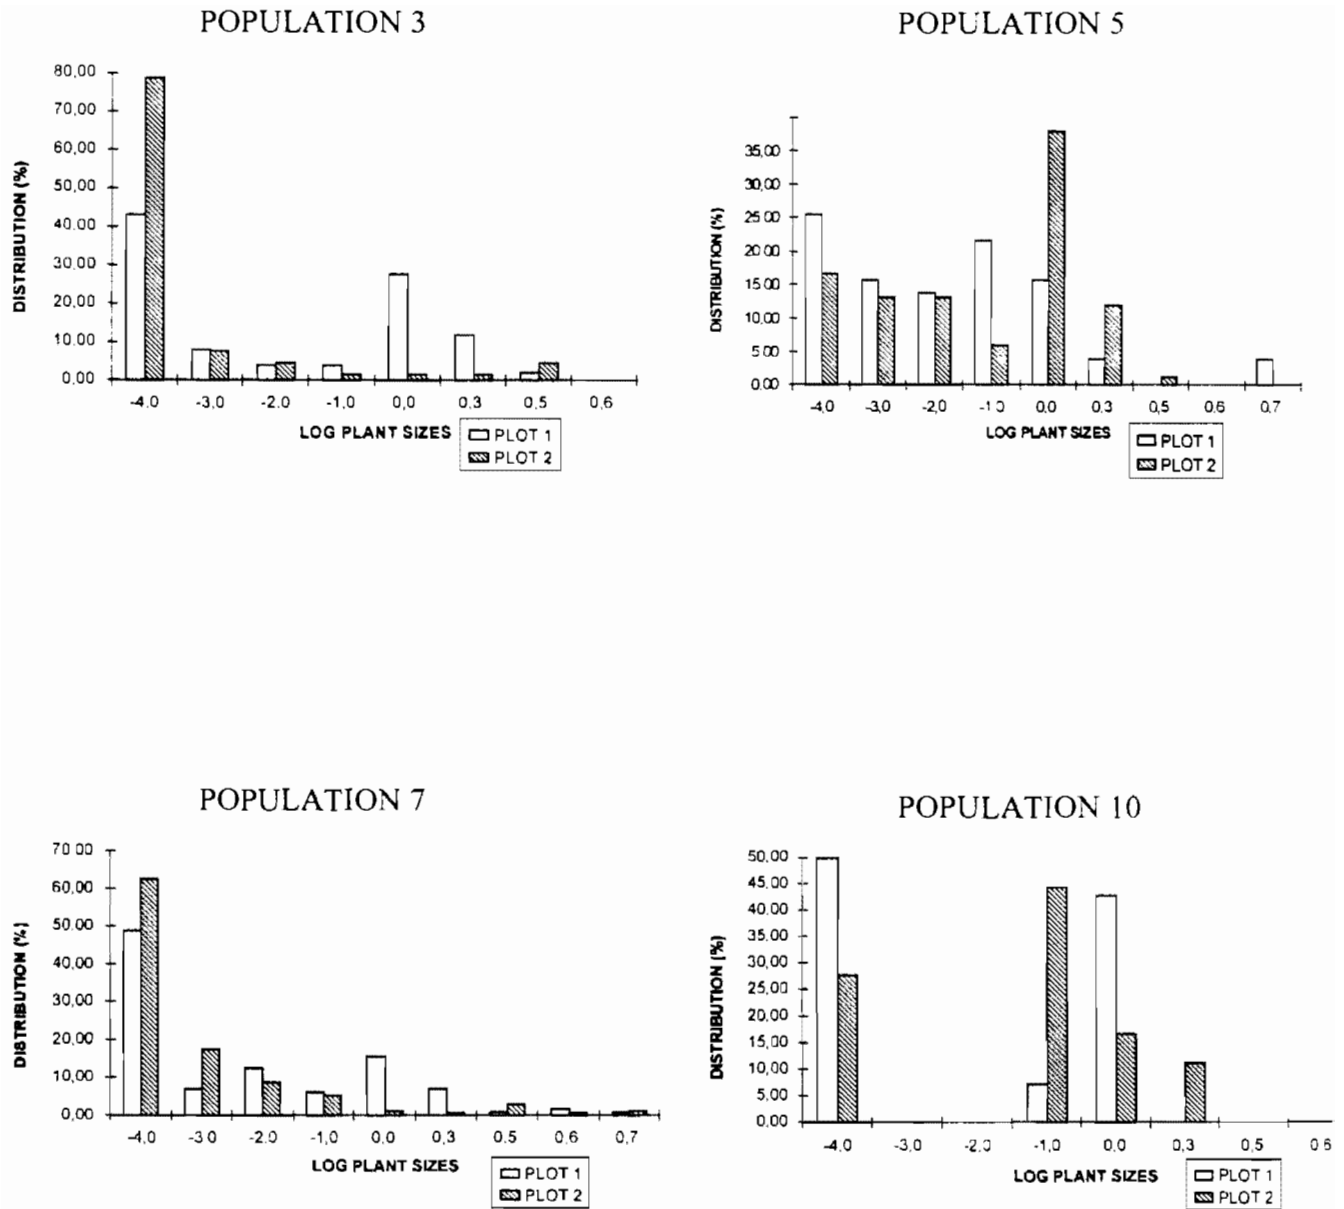 POPULATION 3
80,00
70,00
60,00
50,00
40,00
30,00
20,00
10,00
0,00
DISTRIBUTION (%)
-4,0 -3,0 -2,0 -1,0 0,0 0,3 0,5 0,6
LOG PLANT SIZES
PLOT 1
PLOT 2
POPULATION 5
35,00
30,00
25,00
20,00
15,00
10,00
5,00
0,00
DISTRIBUTION (%)
-4,0 -3,0 -2,0 -1,0 0,0 0,3 0,5 0,6 0,7
LOG PLANT SIZES
PLOT 1
PLOT 2
POPULATION 7
70,00
60,00
50,00
40,00
30,00
20,00
10,00
0,00
DISTRIBUTION (%)
-4,0 -3,0 -2,0 -1,0 0,0 0,3 0,5 0,6 0,7
LOG PLANT SIZES
PLOT 1
PLOT 2
POPULATION 10
50,00
45,00
40,00
35,00
30,00
25,00
20,00
15,00
10,00
5,00
0,00
DISTRIBUTION (%)
-4,0 -3,0 -2,0 -1,0 0,0 0,3 0,5 0,6
LOG PLANT SIZES
PLOT 1
PLOT 2